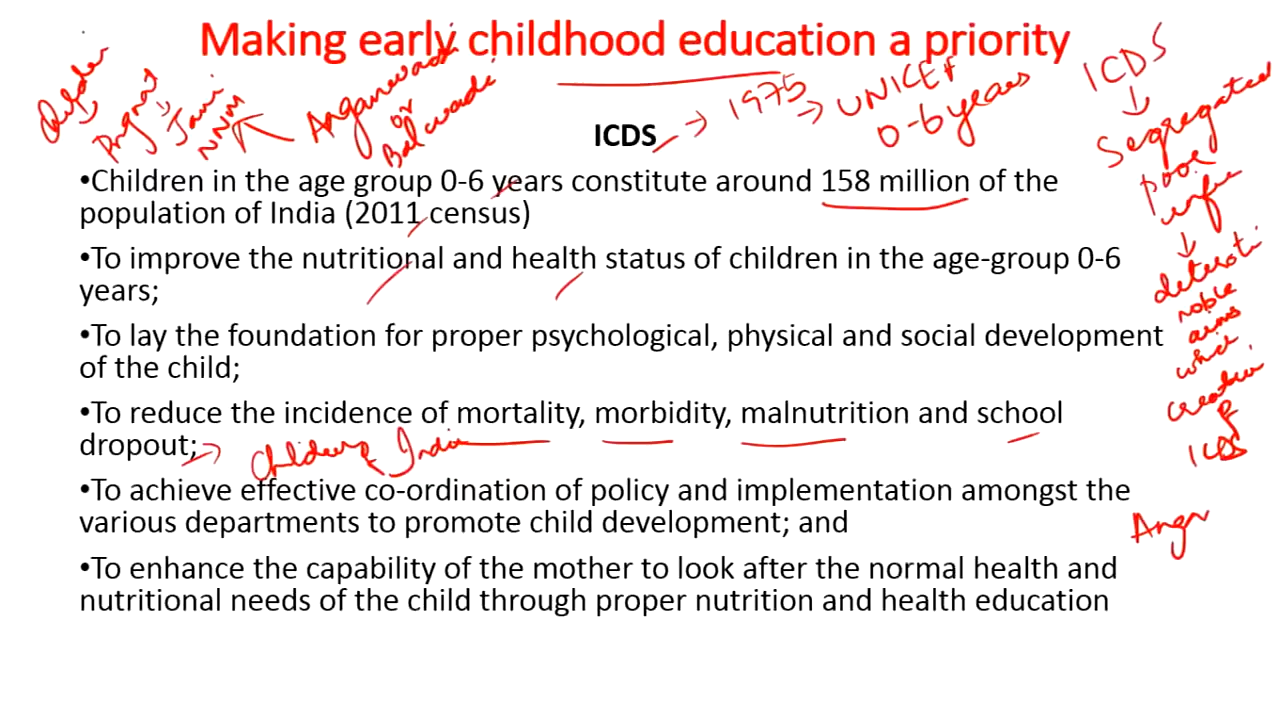 Making early childhood education a priority
ICDS
1975
UNICEF
0-6 years
Anganwadi
or
Balwadi
ICDS
Segregated
poor
infra
noble
aims
which
creation
of
ICDS
•Children in the age group 0-6 years constitute around 158 million of the
population of India (2011 census)
•To improve the nutritional and health status of children in the age-group 0-6
years;
•To lay the foundation for proper psychological, physical and social development
of the child;
•To reduce the incidence of mortality, morbidity, malnutrition and school
dropout;
India
•To achieve effective co-ordination of policy and implementation amongst the
various departments to promote child development; and
•To enhance the capability of the mother to look after the normal health and
nutritional needs of the child through proper nutrition and health education